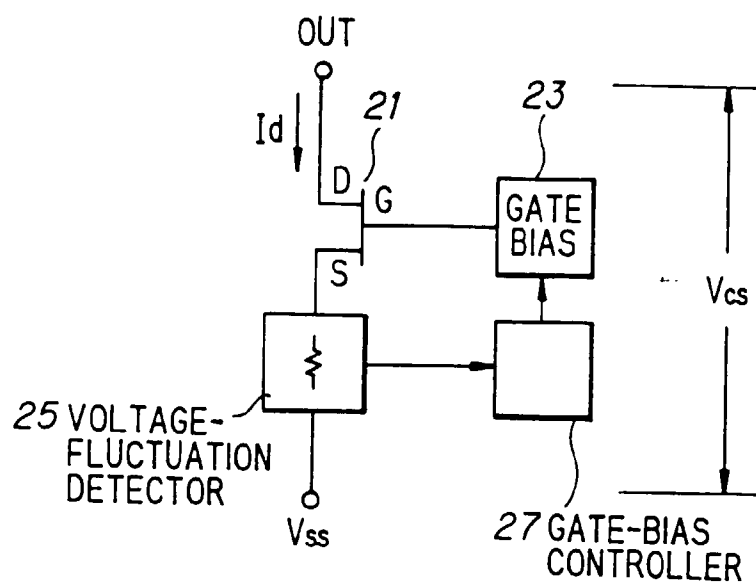 OUT
21
23
Id
D
G
GATE
BIAS
S
Vcs
25 VOLTAGE-
FLUCTUATION
DETECTOR
Vss
27 GATE-BIAS
CONTROLLER